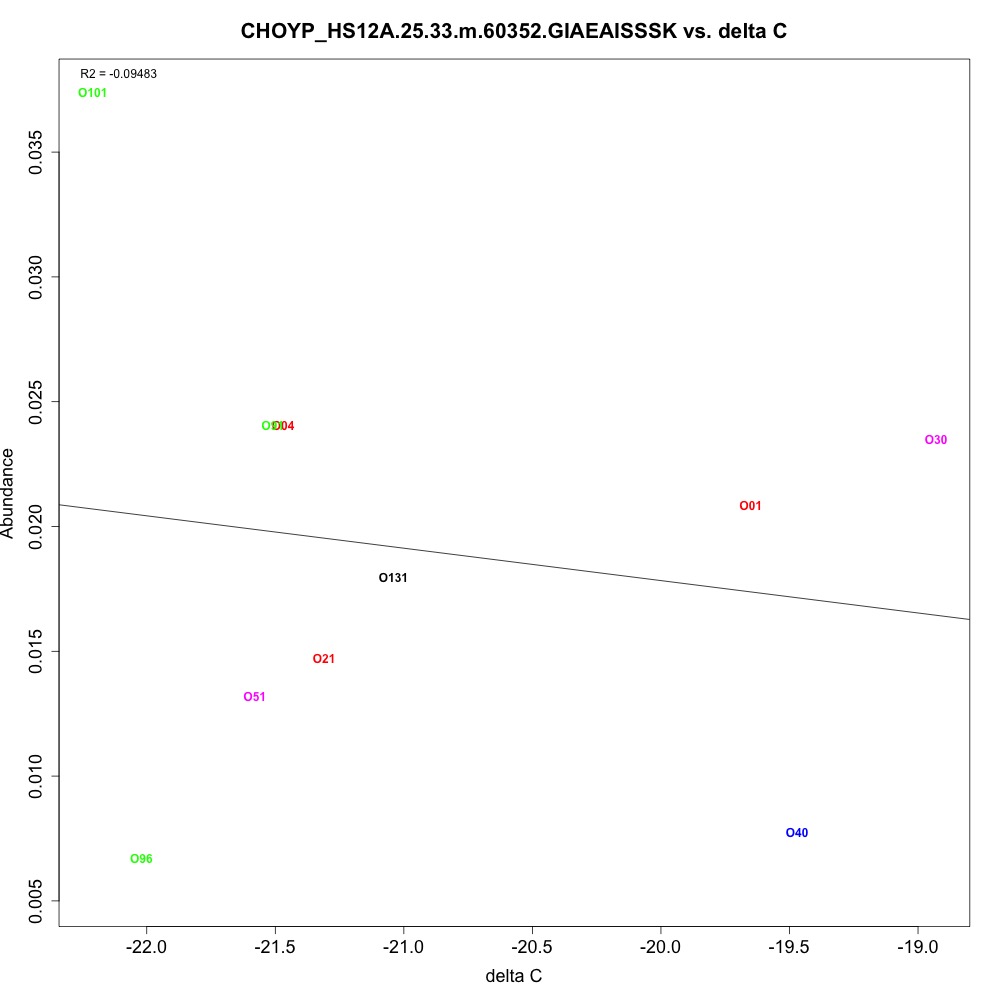 CHOYP_HS12A.25.33.m.60352.GIAEAISSSK vs. delta C
R2 = -0.09483
O101
0.035
0.030
0.025
O04
O30
Abundance
O01
0.020
O131
0.015
O21
O51
0.010
O40
O96
0.005
-22.0 -21.5 -21.0 -20.5 -20.0 -19.5 -19.0
delta C